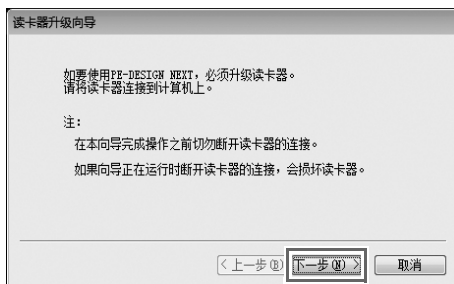 读卡器升级向导
如要使用PE-DESIGN NEXT，必须升级读卡器。
请将读卡器连接到计算机上。
注：
在本向导完成操作之前切勿断开读卡器的连接。
如果向导正在运行时断开读卡器的连接，会损坏读卡器。
<上一步(B) 下一步(N)> 取消